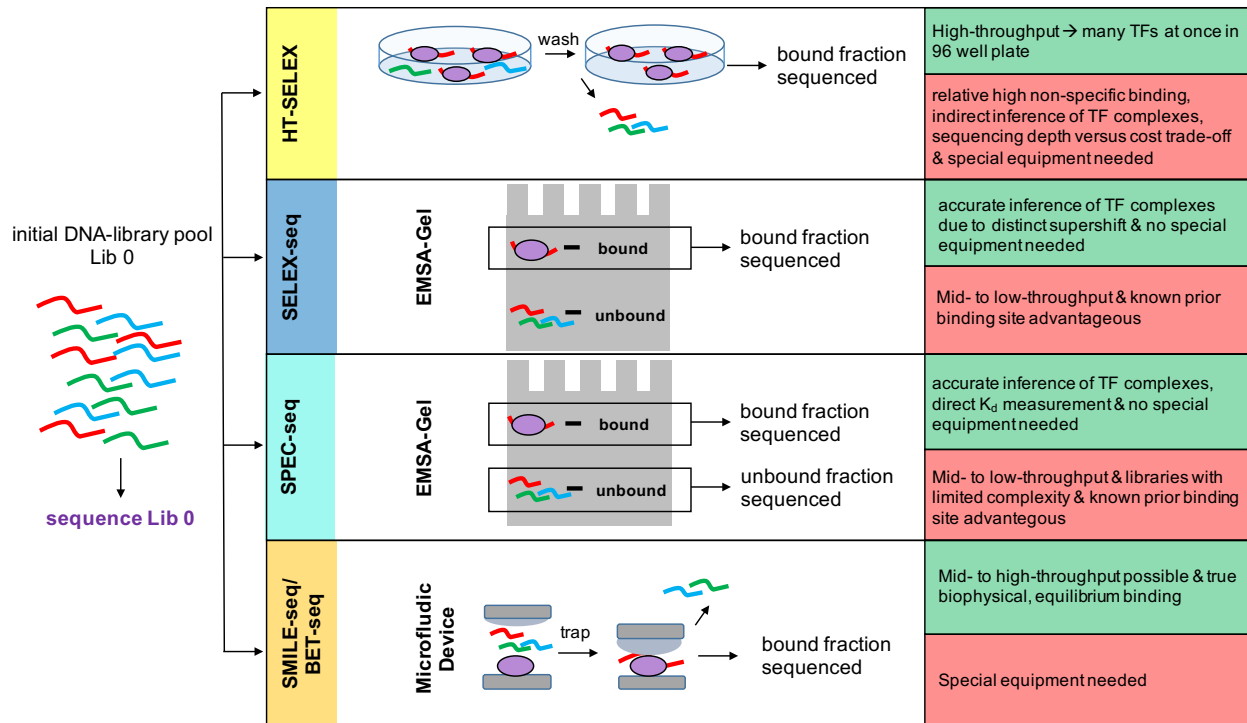 initial DNA-library pool
Lib 0
sequence Lib 0
HT-SELEX
wash
bound fraction
sequenced
High-throughput → many TFs at once in
96 well plate
relative high non-specific binding,
indirect inference of TF complexes,
sequencing depth versus cost trade-off
& special equipment needed
SELEX-seq
EMSA-Gel
bound
unbound
bound fraction
sequenced
accurate inference of TF complexes
due to distinct supershift & no special
equipment needed
Mid- to low-throughput & known prior
binding site advantageous
SPEC-seq
EMSA-Gel
bound
unbound
bound fraction
sequenced
unbound fraction
sequenced
accurate inference of TF complexes,
direct Kd measurement & no special
equipment needed
Mid- to low-throughput & libraries with
limited complexity & known prior binding
site advantegous
SMILE-seq/
BET-seq
Microfludic
Device
trap
bound fraction
sequenced
Mid- to high-throughput possible & true
biophysical, equilibrium binding
Special equipment needed